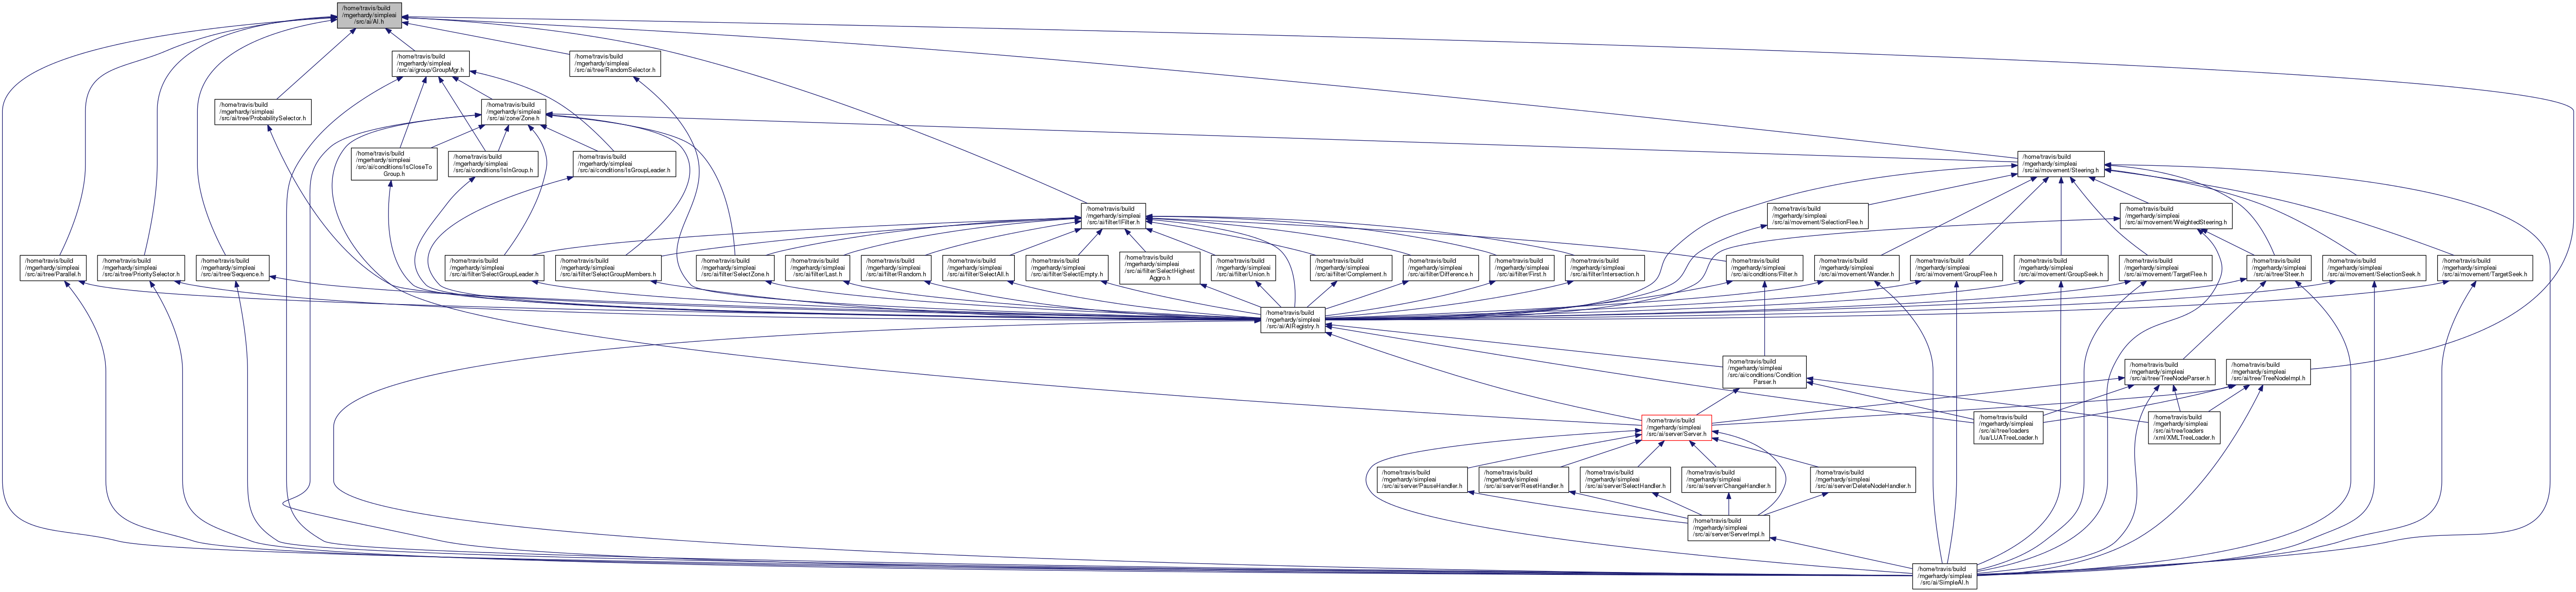 /home/travis/build
/mgerhardy/simpleai
/src/ai/AI.h
/home/travis/build
/mgerhardy/simpleai
/src/ai/group/GroupMgr.h
/home/travis/build
/mgerhardy/simpleai
/src/ai/tree/RandomSelector.h
/home/travis/build
/mgerhardy/simpleai
/src/ai/tree/ProbabilitySelector.h
/home/travis/build
/mgerhardy/simpleai
/src/ai/zone/Zone.h
/home/travis/build
/mgerhardy/simpleai
/src/ai/conditions/IsCloseTo
Group.h
/home/travis/build
/mgerhardy/simpleai
/src/ai/conditions/IsInGroup.h
/home/travis/build
/mgerhardy/simpleai
/src/ai/conditions/IsGroupLeader.h
/home/travis/build
/mgerhardy/simpleai
/src/ai/movement/Steering.h
/home/travis/build
/mgerhardy/simpleai
/src/ai/filter/IFilter.h
/home/travis/build
/mgerhardy/simpleai
/src/ai/movement/SelectionFlee.h
/home/travis/build
/mgerhardy/simpleai
/src/ai/movement/WeightedSteering.h
/home/travis/build
/mgerhardy/simpleai
/src/ai/tree/Parallel.h
/home/travis/build
/mgerhardy/simpleai
/src/ai/tree/PrioritySelector.h
/home/travis/build
/mgerhardy/simpleai
/src/ai/tree/Sequence.h
/home/travis/build
/mgerhardy/simpleai
/src/ai/filter/SelectGroupLeader.h
/home/travis/build
/mgerhardy/simpleai
/src/ai/filter/SelectGroupMembers.h
/home/travis/build
/mgerhardy/simpleai
/src/ai/filter/SelectZone.h
/home/travis/build
/mgerhardy/simpleai
/src/ai/filter/Last.h
/home/travis/build
/mgerhardy/simpleai
/src/ai/filter/Random.h
/home/travis/build
/mgerhardy/simpleai
/src/ai/filter/SelectAll.h
/home/travis/build
/mgerhardy/simpleai
/src/ai/filter/SelectEmpty.h
/home/travis/build
/mgerhardy/simpleai
/src/ai/filter/SelectHighest
Aggro.h
/home/travis/build
/mgerhardy/simpleai
/src/ai/filter/Union.h
/home/travis/build
/mgerhardy/simpleai
/src/ai/filter/Complement.h
/home/travis/build
/mgerhardy/simpleai
/src/ai/filter/Difference.h
/home/travis/build
/mgerhardy/simpleai
/src/ai/filter/First.h
/home/travis/build
/mgerhardy/simpleai
/src/ai/filter/Intersection.h
/home/travis/build
/mgerhardy/simpleai
/src/ai/conditions/Filter.h
/home/travis/build
/mgerhardy/simpleai
/src/ai/movement/Wander.h
/home/travis/build
/mgerhardy/simpleai
/src/ai/movement/GroupFlee.h
/home/travis/build
/mgerhardy/simpleai
/src/ai/movement/GroupSeek.h
/home/travis/build
/mgerhardy/simpleai
/src/ai/movement/TargetFlee.h
/home/travis/build
/mgerhardy/simpleai
/src/ai/tree/Steer.h
/home/travis/build
/mgerhardy/simpleai
/src/ai/movement/SelectionSeek.h
/home/travis/build
/mgerhardy/simpleai
/src/ai/movement/TargetSeek.h
/home/travis/build
/mgerhardy/simpleai
/src/ai/AIRegistry.h
/home/travis/build
/mgerhardy/simpleai
/src/ai/conditions/Condition
Parser.h
/home/travis/build
/mgerhardy/simpleai
/src/ai/tree/TreeNodeParser.h
/home/travis/build
/mgerhardy/simpleai
/src/ai/tree/TreeNodeImpl.h
/home/travis/build
/mgerhardy/simpleai
/src/ai/server/Server.h
/home/travis/build
/mgerhardy/simpleai
/src/ai/tree/loaders
/lua/LUATreeLoader.h
/home/travis/build
/mgerhardy/simpleai
/src/ai/tree/loaders
/xml/XMLTreeLoader.h
/home/travis/build
/mgerhardy/simpleai
/src/ai/server/PauseHandler.h
/home/travis/build
/mgerhardy/simpleai
/src/ai/server/ResetHandler.h
/home/travis/build
/mgerhardy/simpleai
/src/ai/server/SelectHandler.h
/home/travis/build
/mgerhardy/simpleai
/src/ai/server/ChangeHandler.h
/home/travis/build
/mgerhardy/simpleai
/src/ai/server/DeleteNodeHandler.h
/home/travis/build
/mgerhardy/simpleai
/src/ai/server/ServerImpl.h
/home/travis/build
/mgerhardy/simpleai
/src/ai/SimpleAI.h